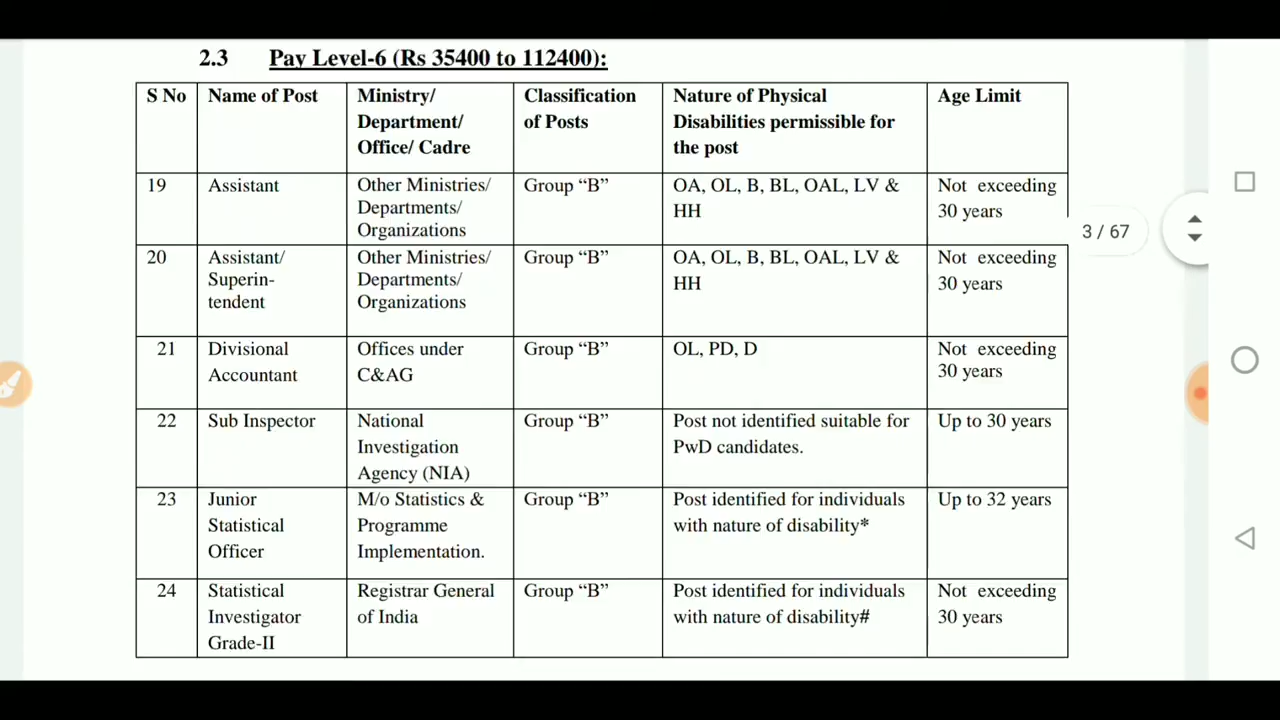 2.3 Pay Level-6 (Rs 35400 to 112400):
S No Name of Post Ministry/ Classification Nature of Physical Age Limit
Department/ of Posts Disabilities permissible for
Office/ Cadre the post
19 Assistant Other Ministries/ Group “B” OA, OL, B, BL, OAL, LV & Not exceeding
Departments/ HH 30 years
Organizations
3 / 67
20 Assistant/ Other Ministries/ Group “B” OA, OL, B, BL, OAL, LV & Not exceeding
Superin- Departments/ HH 30 years
tendent Organizations
21 Divisional Offices under Group “B” OL, PD, D Not exceeding
Accountant C&AG 30 years
22 Sub Inspector National Group “B” Post not identified suitable for Up to 30 years
Investigation PwD candidates.
Agency (NIA)
23 Junior M/o Statistics & Group “B” Post identified for individuals Up to 32 years
Statistical Programme with nature of disability*
Officer Implementation.
24 Statistical Registrar General Group “B” Post identified for individuals Not exceeding
Investigator of India with nature of disability# 30 years
Grade-II